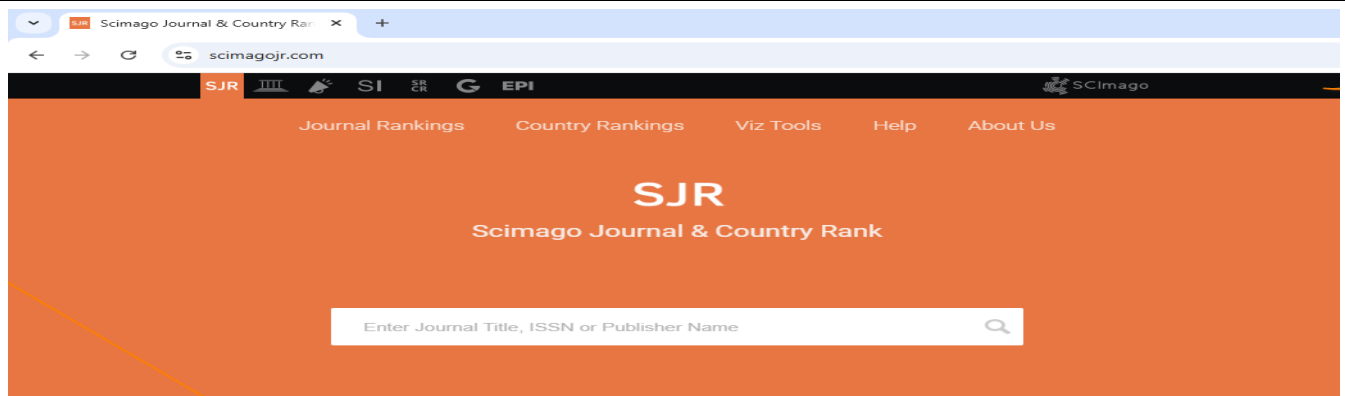 SJR Scimago Journal & Country Ran
scimagojr.com
SJR SI SR CR G EPI SCImago
Journal Rankings Country Rankings Viz Tools Help About Us
SJR
Scimago Journal & Country Rank
Enter Journal Title, ISSN or Publisher Name